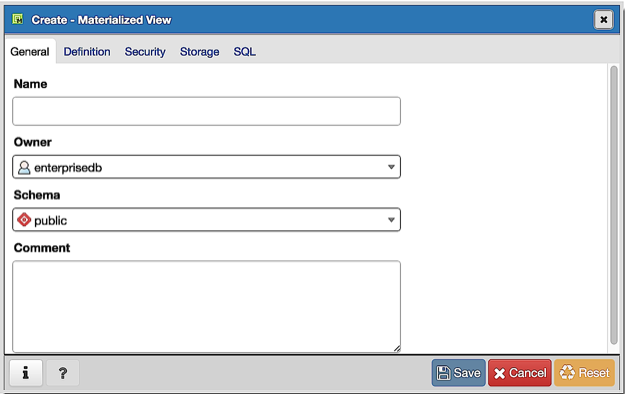 Create - Materialized View
General Definition Security Storage SQL
Name
Owner
enterprisedb
Schema
public
Comment
i ? Save Cancel Reset